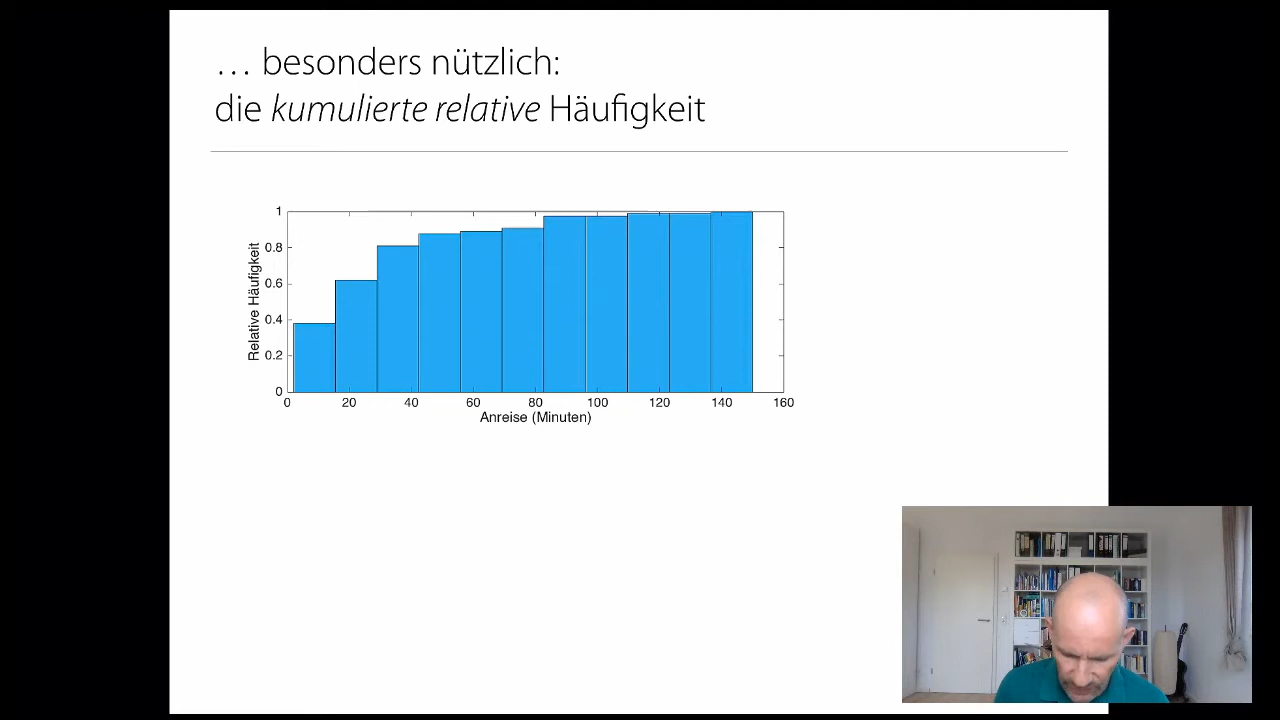 … besonders nützlich:
die kumulierte relative Häufigkeit
1
0.8
0.6
0.4
0.2
0
Relative Häufigkeit
0 20 40 60 80 100 120 140 160
Anreise (Minuten)